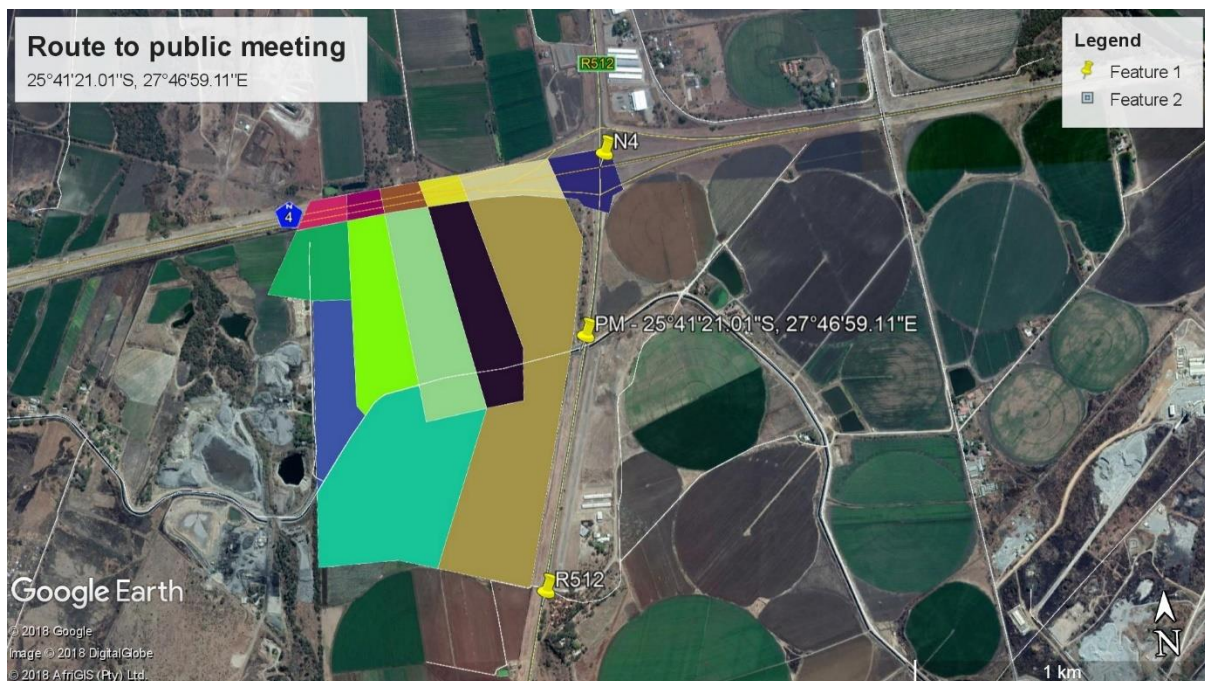 Route to public meeting
25°41'21.01"S, 27°46'59.11"E
Legend
Feature 1
Feature 2
R512
N4
N
4
PM - 25°41'21.01"S, 27°46'59.11"E
R512
Google Earth
© 2018 Google
Image © 2018 DigitalGlobe
© 2018 AfriGIS (Pty) Ltd.
N
1 km